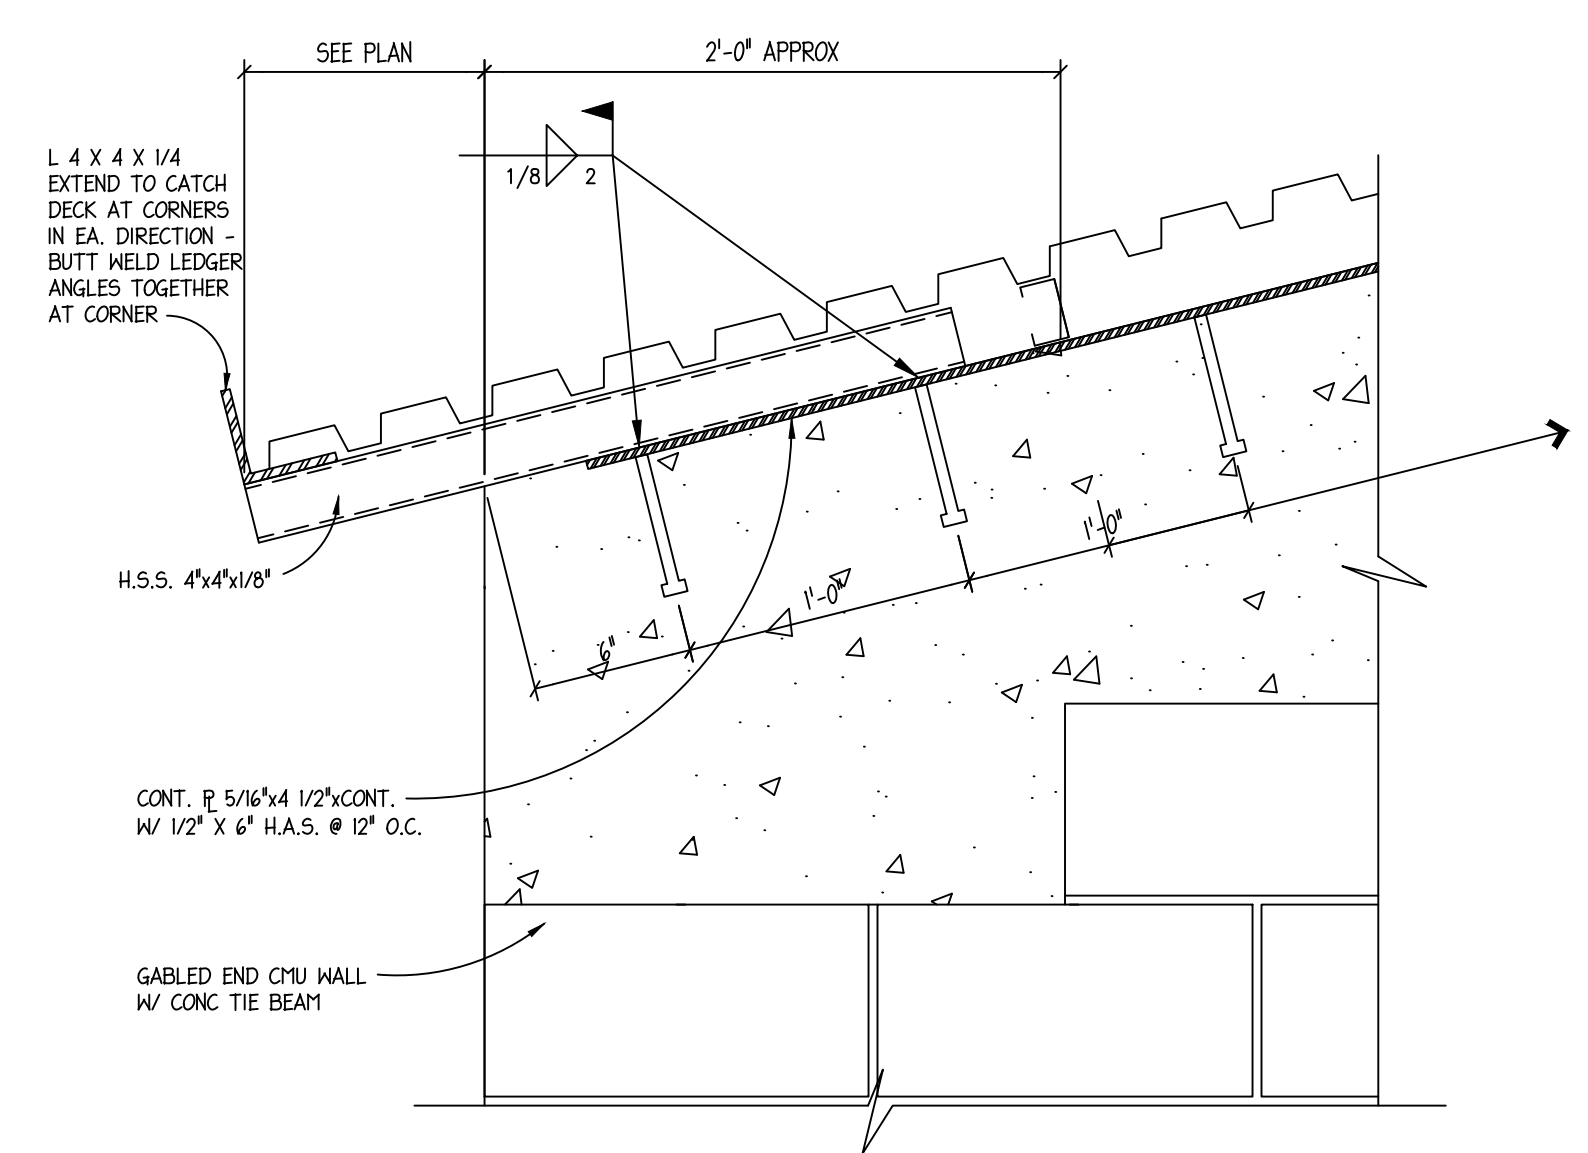 SEE PLAN
2'-0" APPROX
L 4 X 4 X 1/4
EXTEND TO CATCH
DECK AT CORNERS
IN EA. DIRECTION -
BUTT WELD LEDGER
ANGLES TOGETHER
AT CORNER
1/8 2
H.S.S. 4"x4"x1/8"
1'-0"
1'-0"
6"
CONT. ⅊ 5/16"x4 1/2"xCONT.
W/ 1/2" X 6" H.A.S. @ 12" O.C.
GABLED END CMU WALL
W/ CONC TIE BEAM